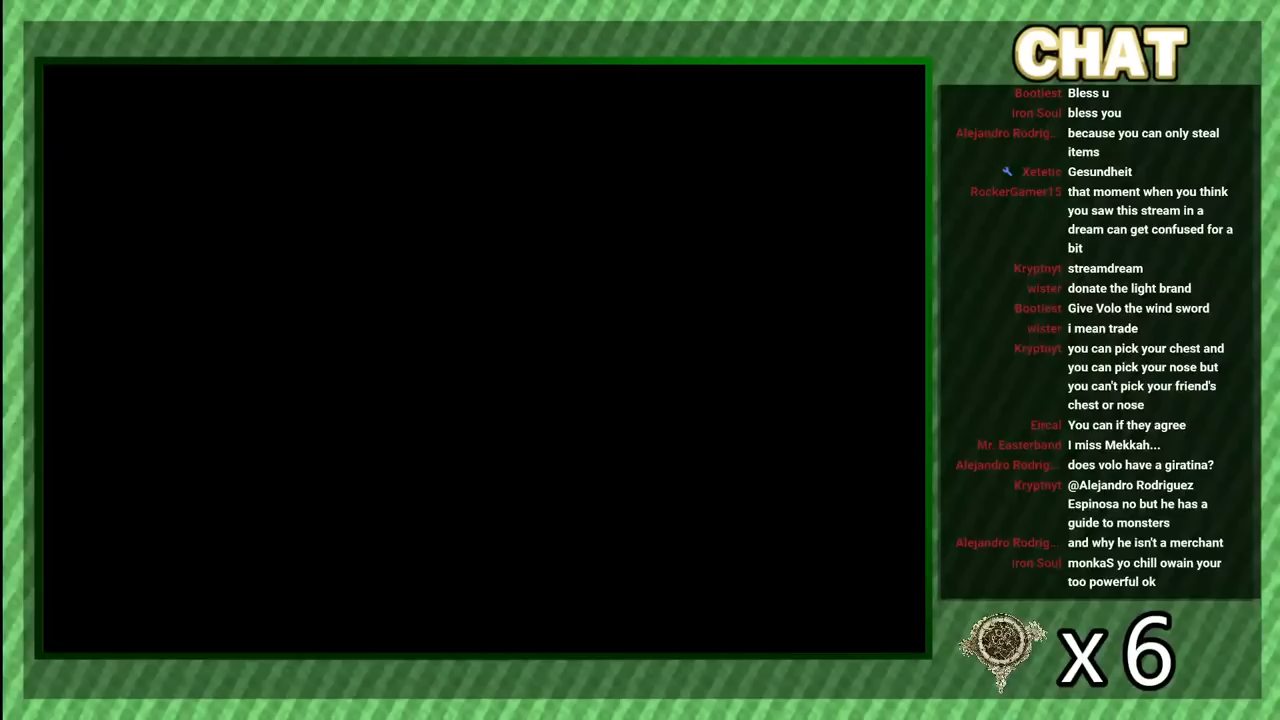 CHAT
Bootiest Bless u
Iron Soul bless you
Alejandro Rodrig... because you can only steal
items
Xetetic Gesundheit
RockerGamer15 that moment when you think
you saw this stream in a
dream can get confused for a
bit
Kryptnyt streamdream
wister donate the light brand
Bootiest Give Volo the wind sword
wister i mean trade
Kryptnyt you can pick your chest and
you can pick your nose but
you can't pick your friend's
chest or nose
Eircal You can if they agree
Mr. Easterband I miss Mekkah...
Alejandro Rodrig... does volo have a giratina?
Kryptnyt @Alejandro Rodriguez
Espinosa no but he has a
guide to monsters
Alejandro Rodrig... and why he isn't a merchant
Iron Soul monkaS yo chill owain your
too powerful ok
x 6